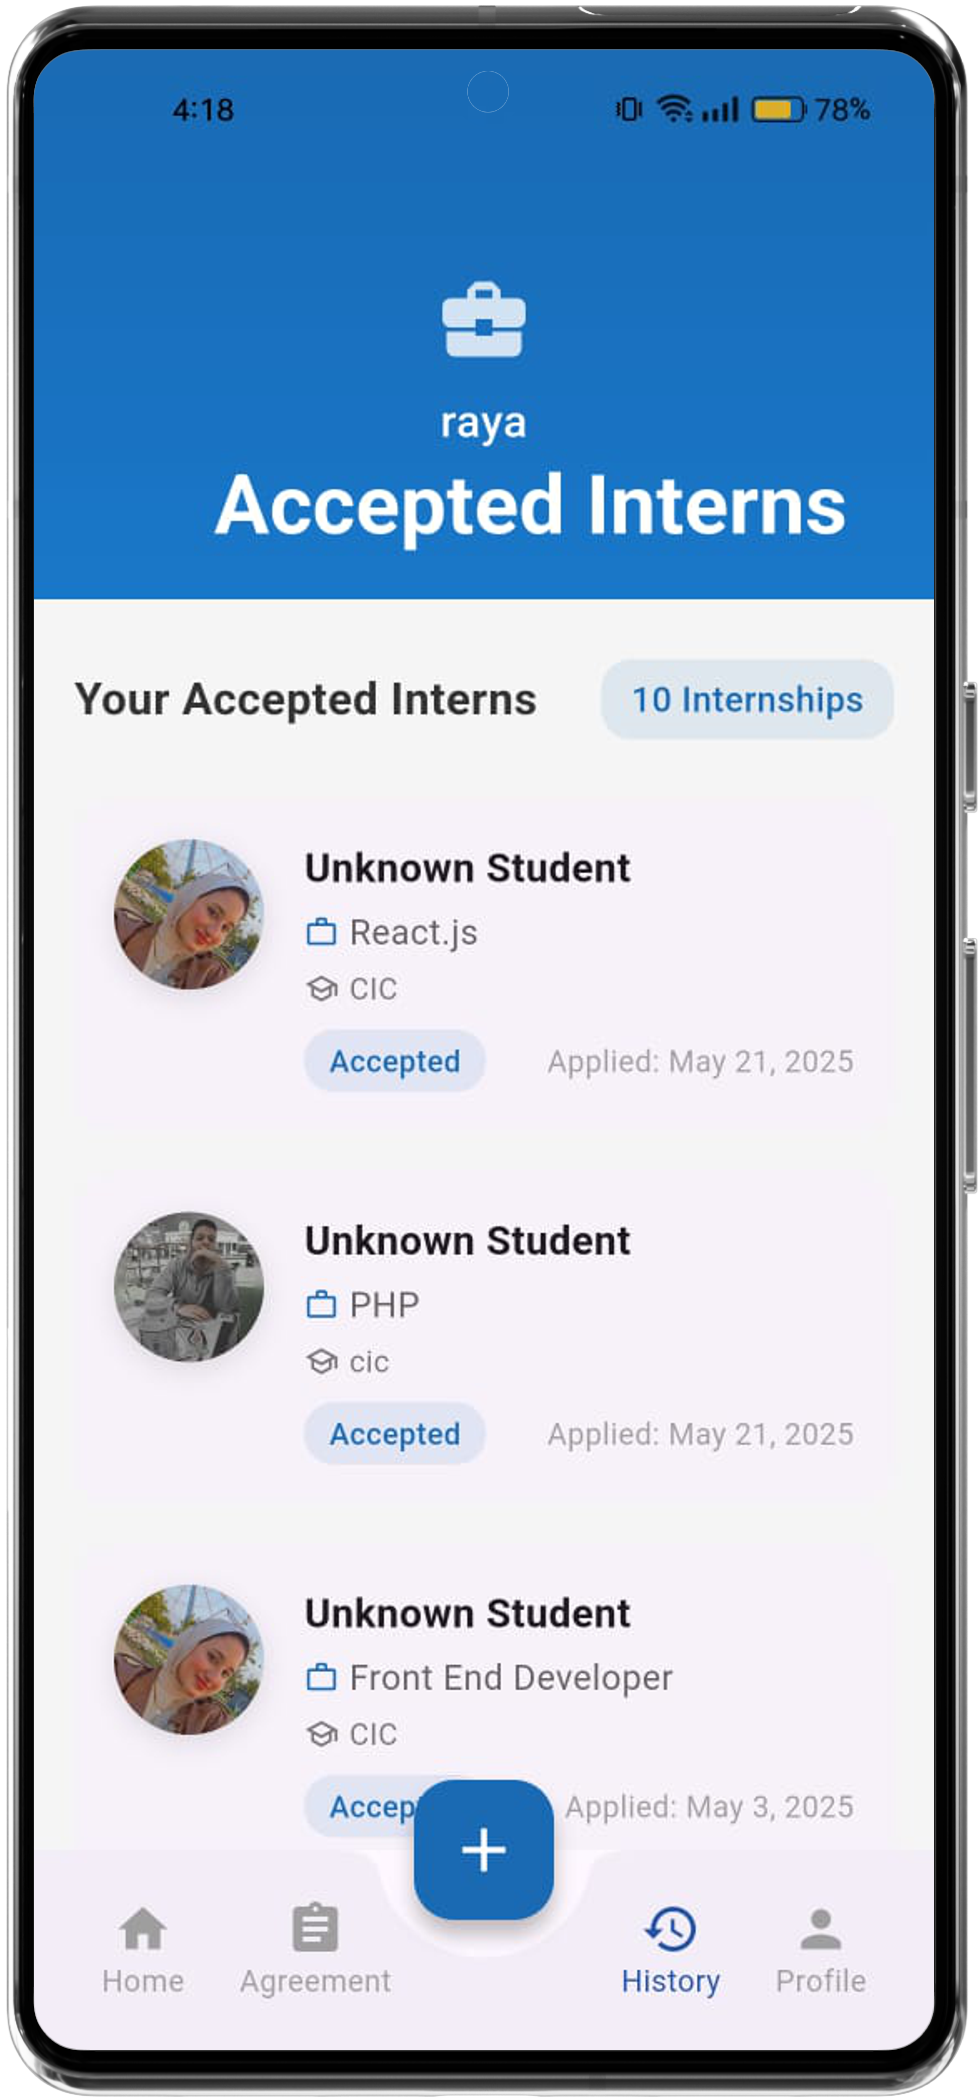 4:18 78%
raya
Accepted Interns
Your Accepted Interns 10 Internships
Unknown Student
React.js
CIC
Accepted Applied: May 21, 2025
Unknown Student
PHP
cic
Accepted Applied: May 21, 2025
Unknown Student
Front End Developer
CIC
Accep Applied: May 3, 2025
Home Agreement History Profile